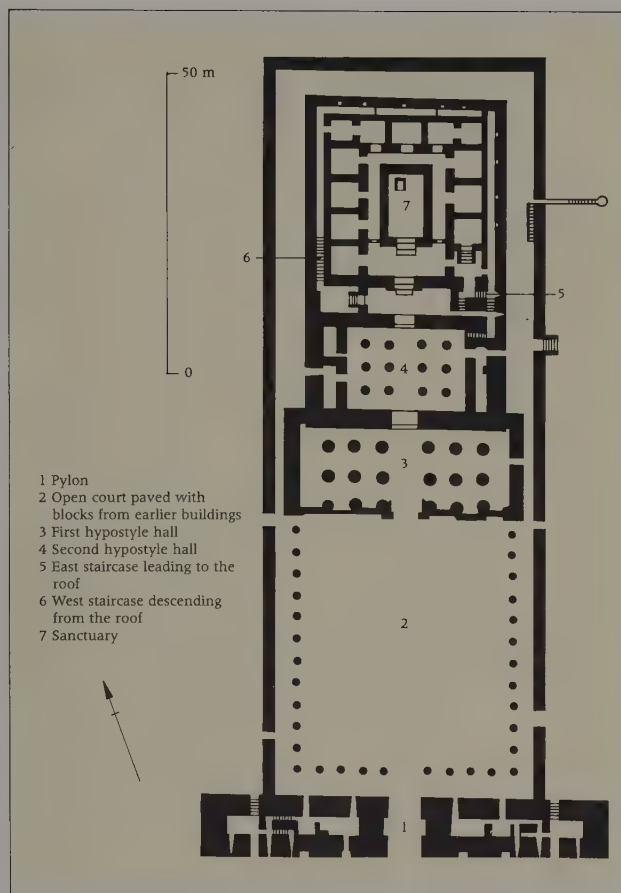 50 m
7
6
5
0
4
3
1 Pylon
2 Open court paved with
blocks from earlier buildings
3 First hypostyle hall
4 Second hypostyle hall
5 East staircase leading to the
roof
6 West staircase descending
from the roof
7 Sanctuary
2
1